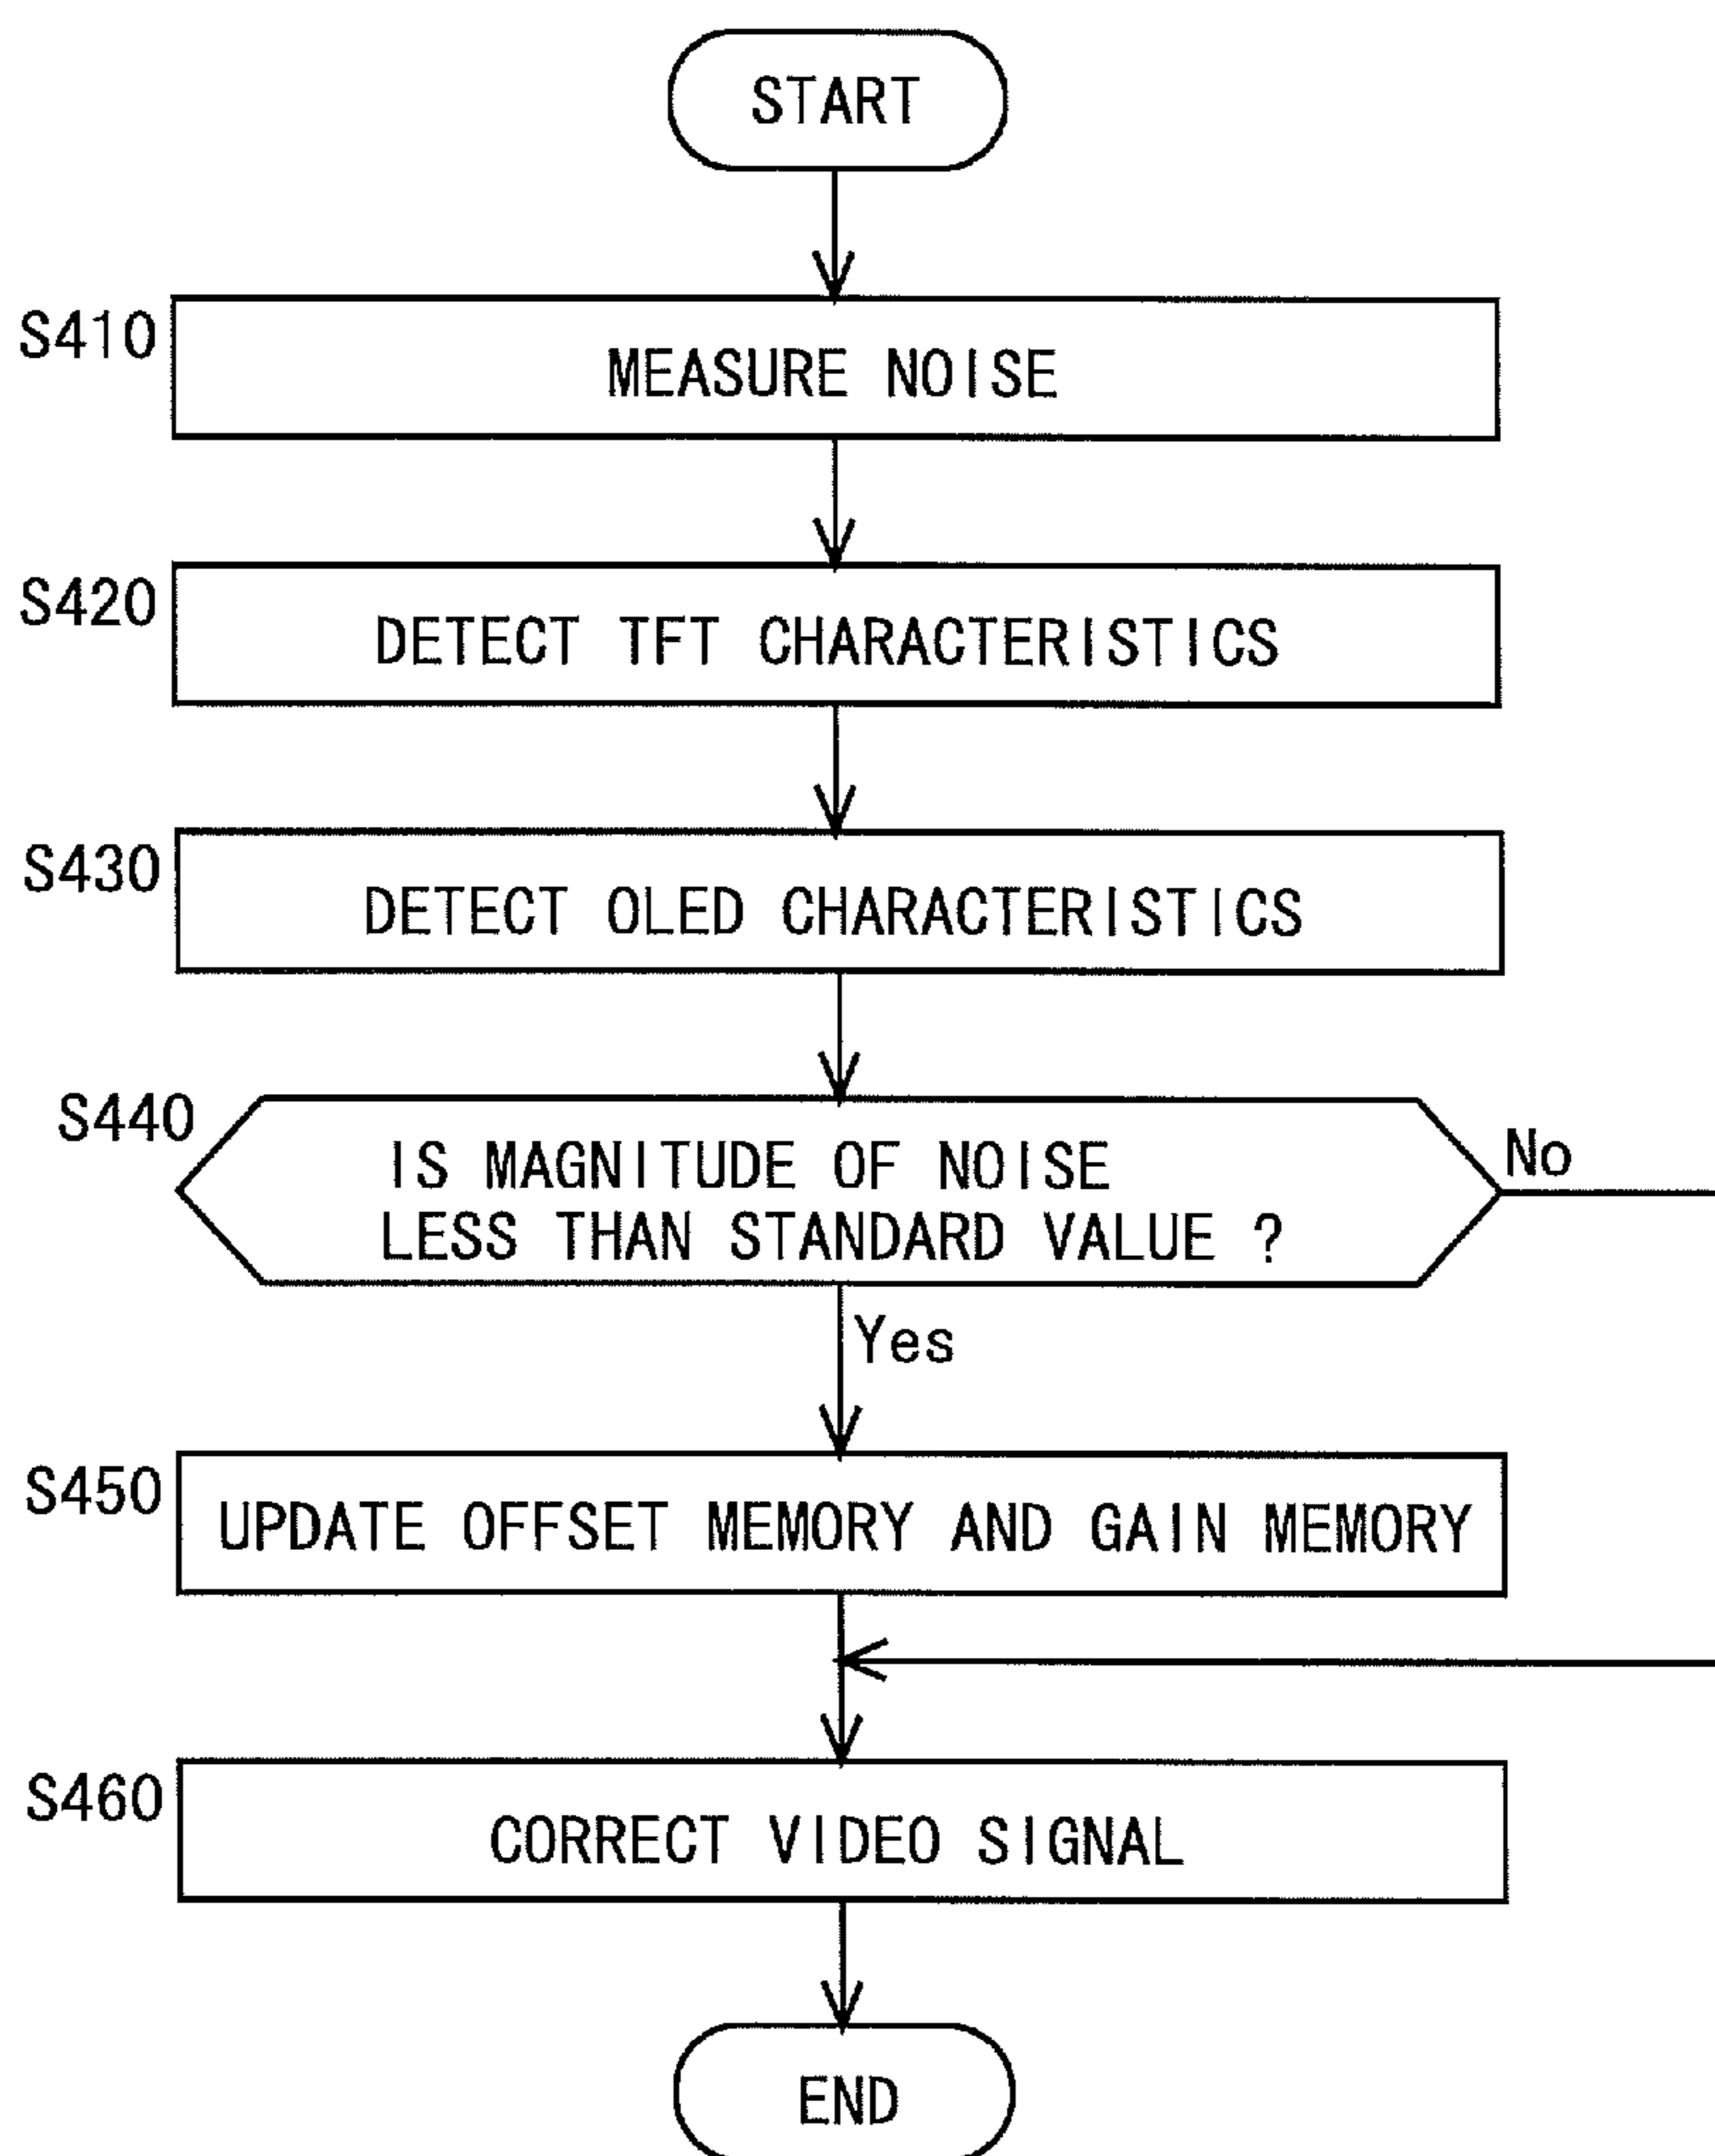 START
S410
MEASURE NOISE
S420
DETECT TFT CHARACTERISTICS
S430
DETECT OLED CHARACTERISTICS
S440
IS MAGNITUDE OF NOISE
LESS THAN STANDARD VALUE ?
No
Yes
S450
UPDATE OFFSET MEMORY AND GAIN MEMORY
S460
CORRECT VIDEO SIGNAL
END